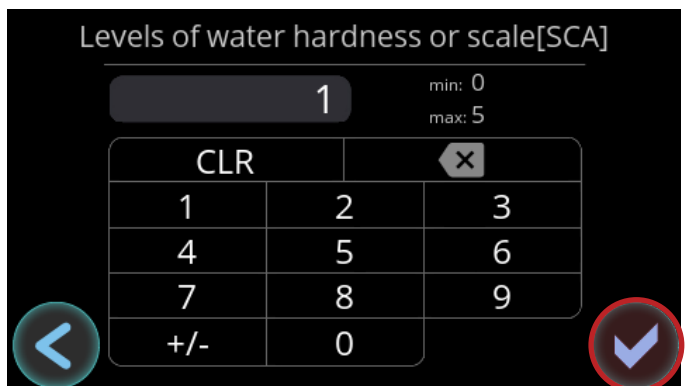 Levels of water hardness or scale[SCA]
1
min: 0
max: 5
CLR
1 2 3
4 5 6
7 8 9
+/- 0